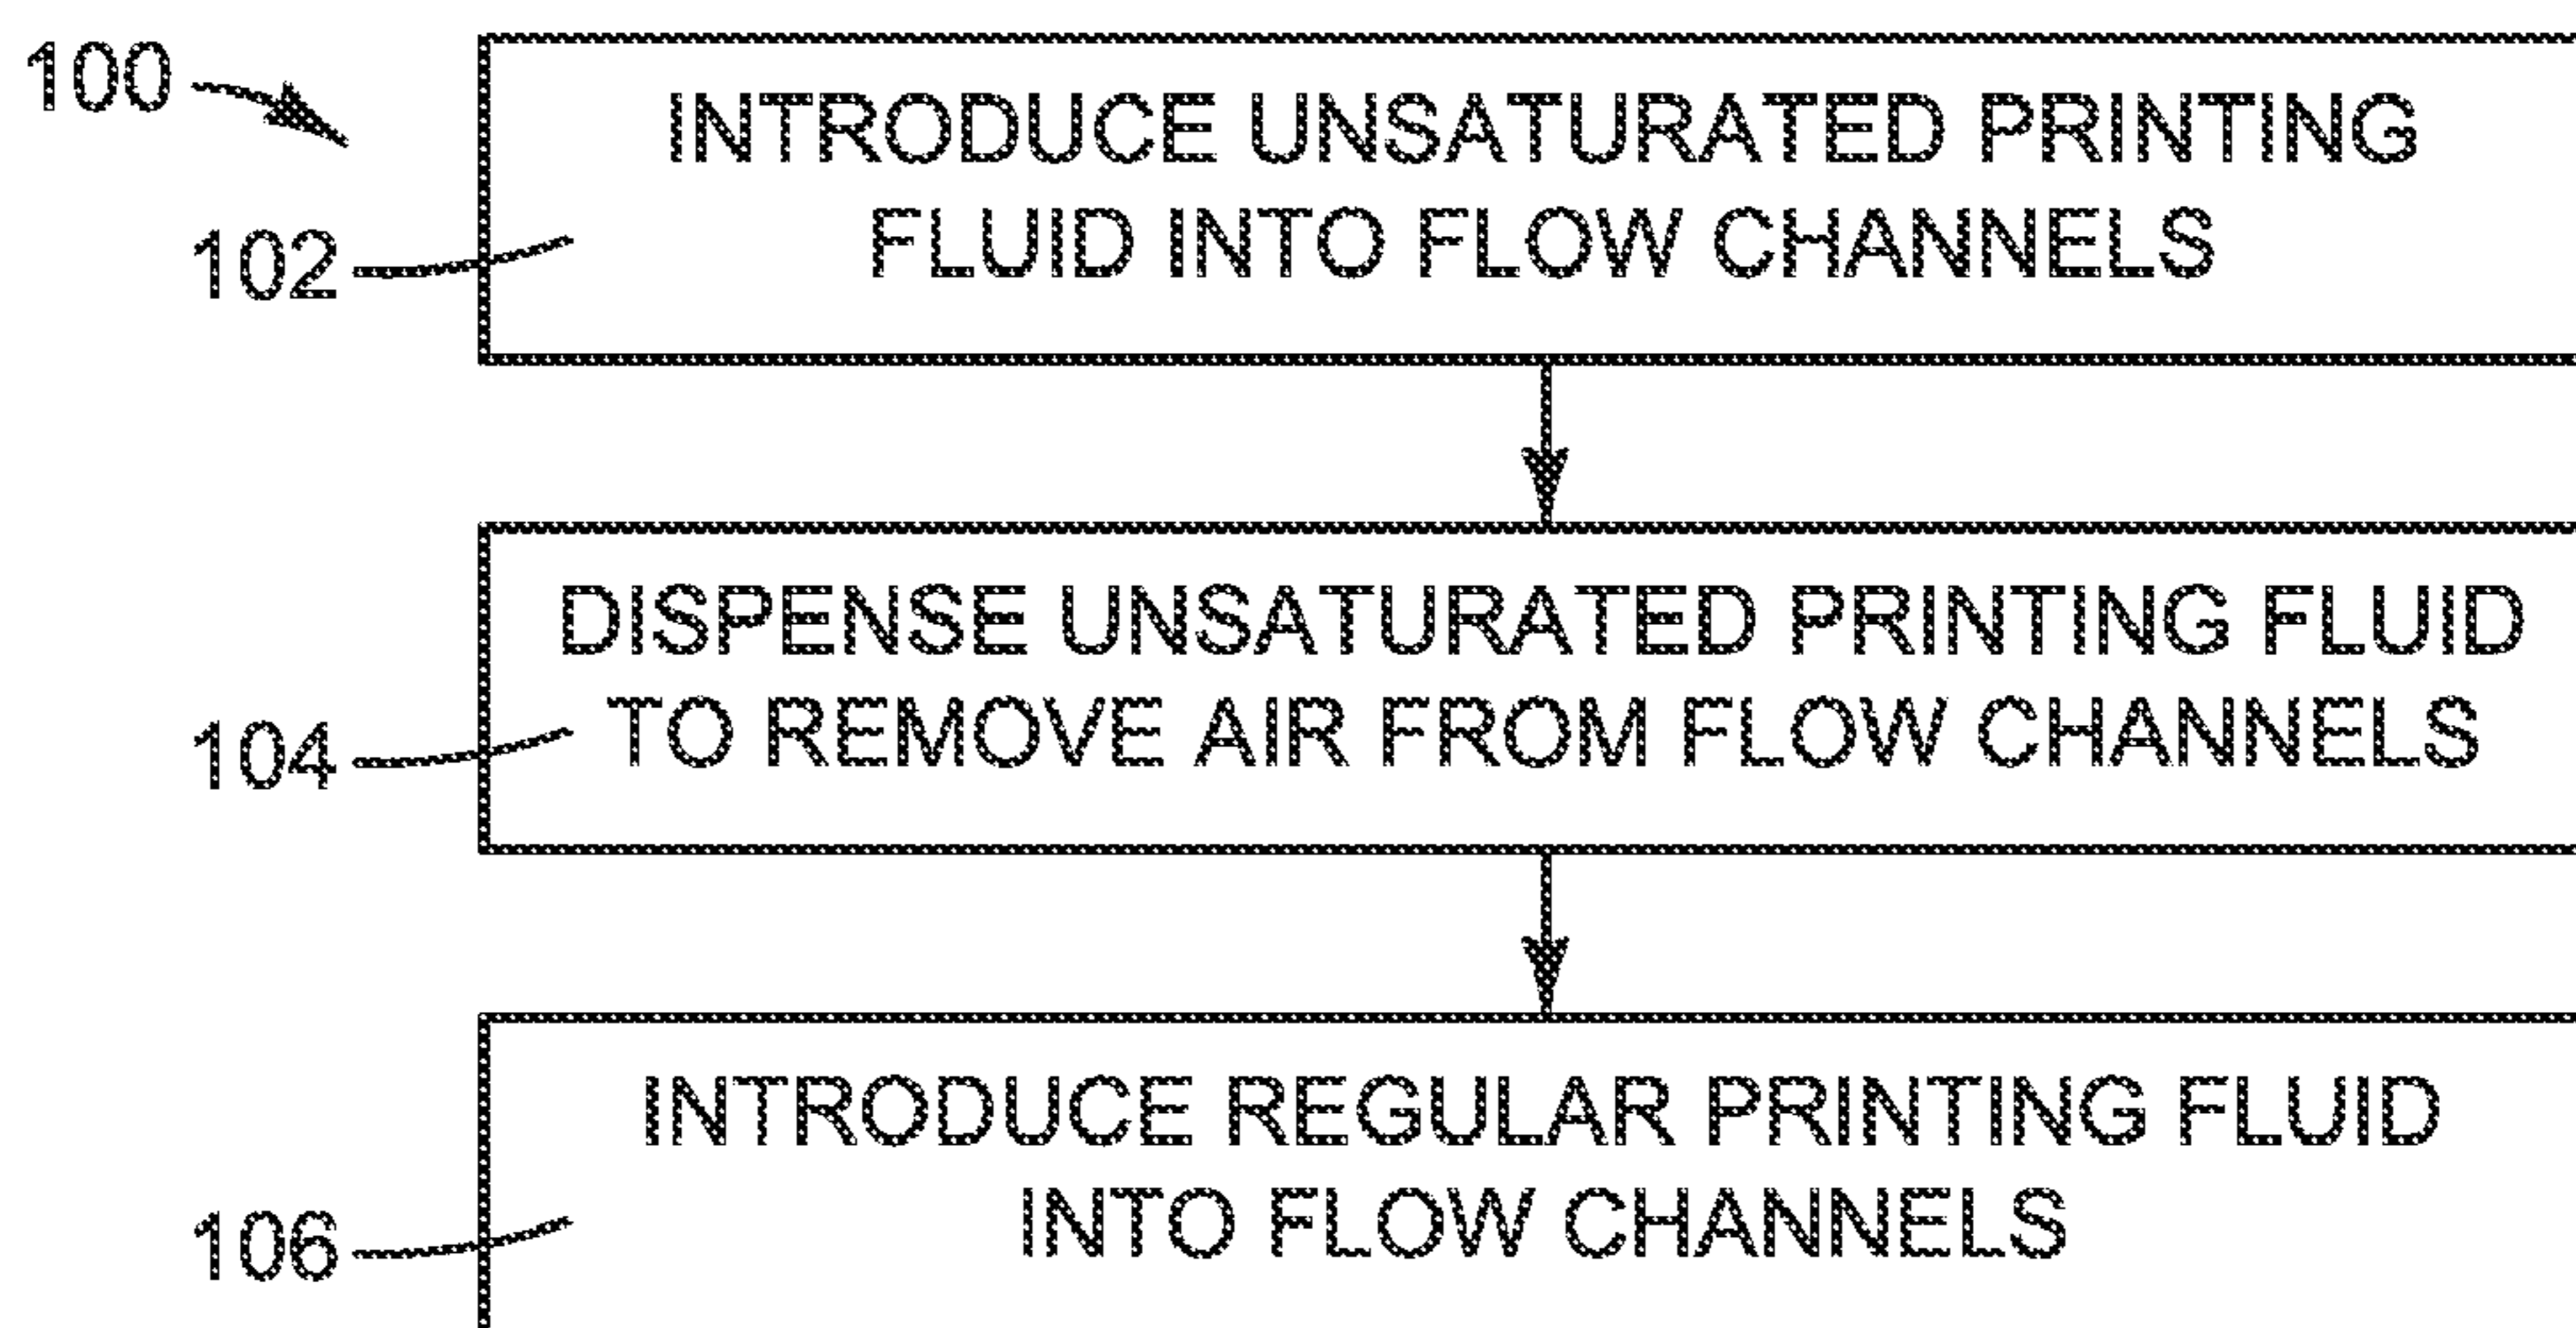 100
INTRODUCE UNSATURATED PRINTING
FLUID INTO FLOW CHANNELS
102
DISPENSE UNSATURATED PRINTING FLUID
TO REMOVE AIR FROM FLOW CHANNELS
104
INTRODUCE REGULAR PRINTING FLUID
INTO FLOW CHANNELS
106